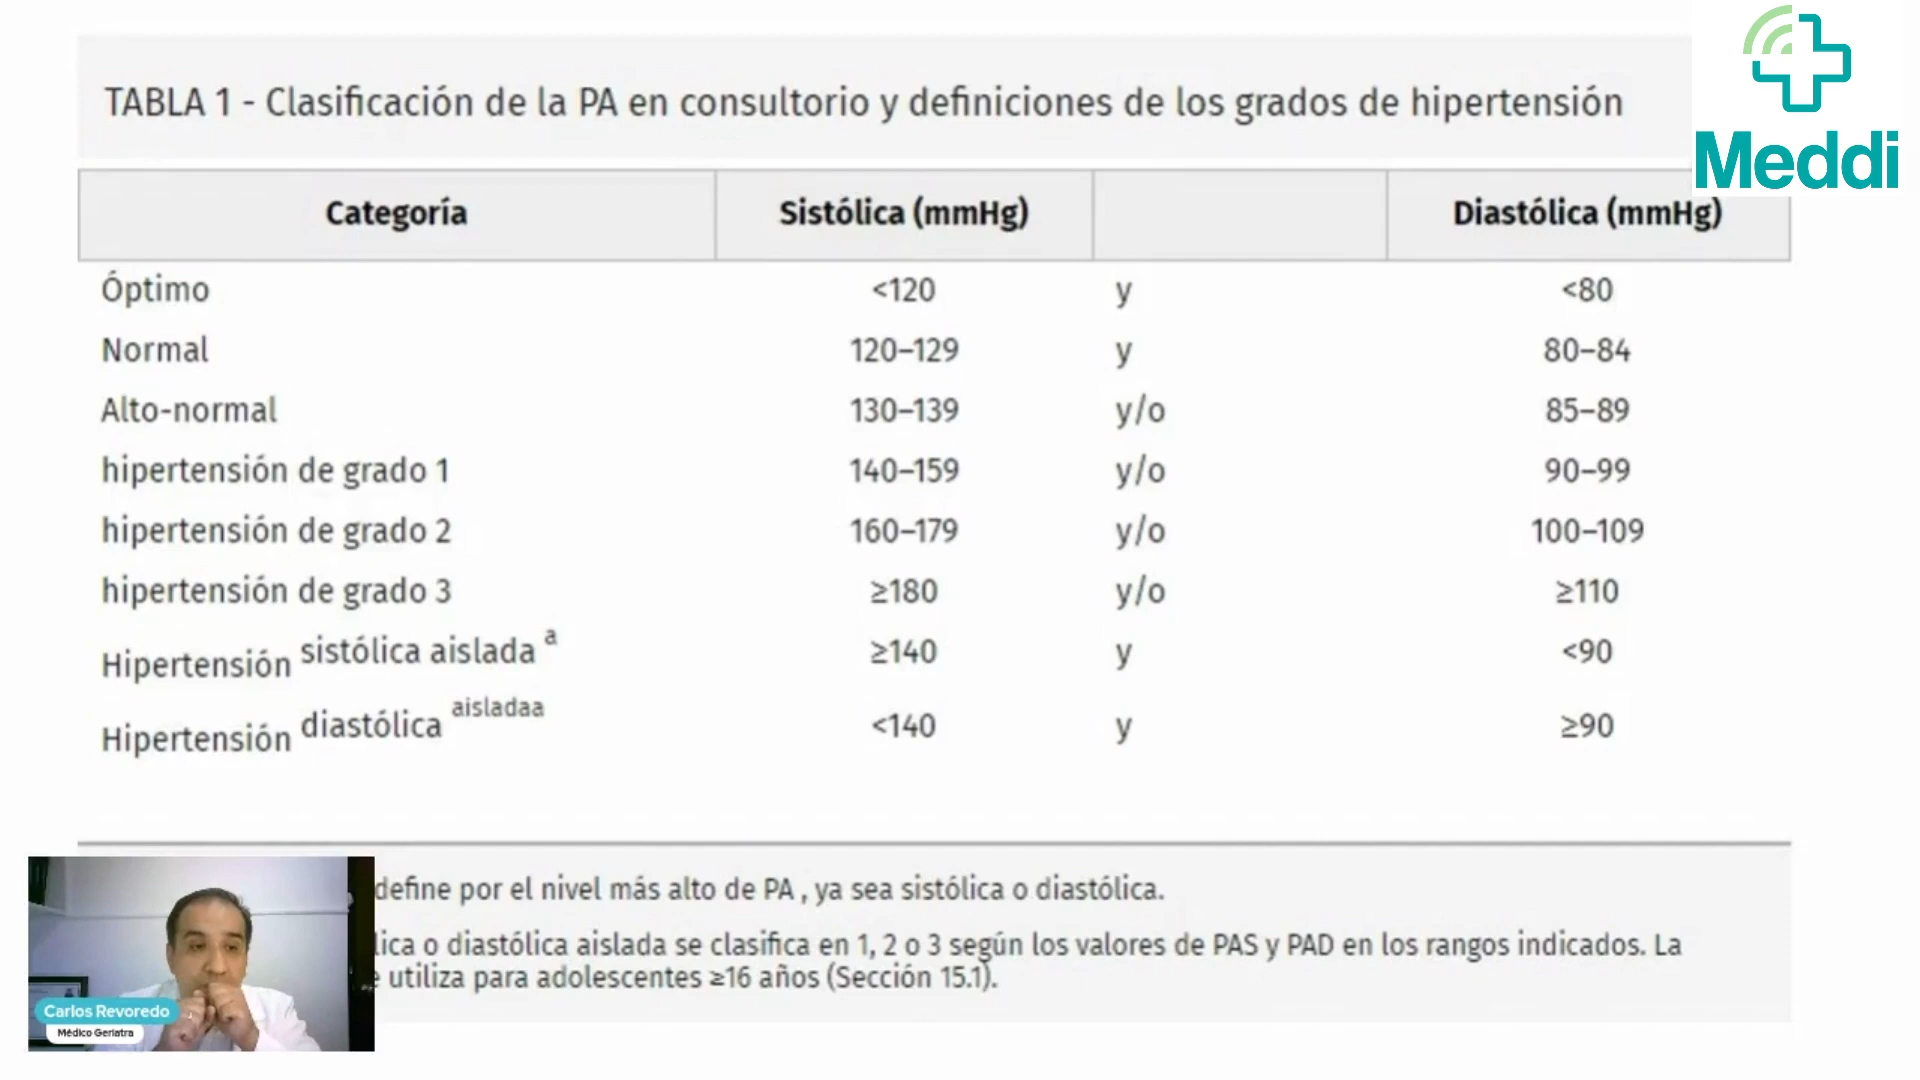 Meddi
TABLA 1 - Clasificación de la PA en consultorio y definiciones de los grados de hipertensión
Categoría Sistólica (mmHg) Diastólica (mmHg)
Óptimo <120 y <80
Normal 120–129 y 80–84
Alto-normal 130–139 y/o 85–89
hipertensión de grado 1 140–159 y/o 90–99
hipertensión de grado 2 160–179 y/o 100–109
hipertensión de grado 3 ≥180 y/o ≥110
Hipertensión sistólica aislada a ≥140 y <90
Hipertensión diastólica aisladaa <140 y ≥90
define por el nivel más alto de PA , ya sea sistólica o diastólica.
lica o diastólica aislada se clasifica en 1, 2 o 3 según los valores de PAS y PAD en los rangos indicados. La
utiliza para adolescentes ≥16 años (Sección 15.1).
Carlos Revoredo
Médico Geriatra